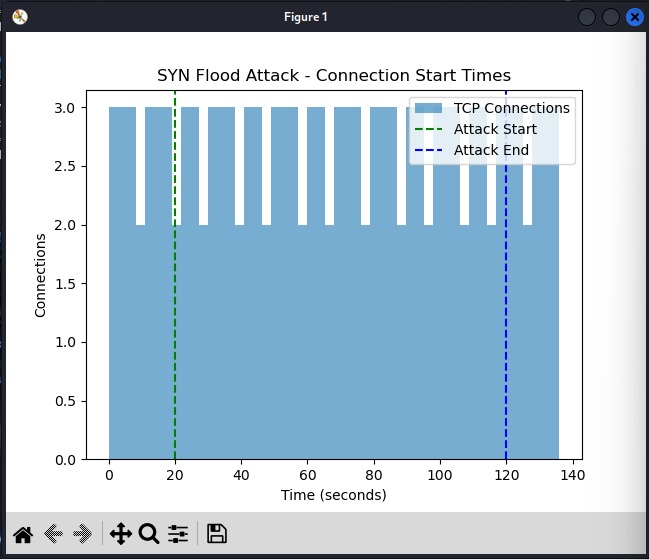 Figure 1
SYN Flood Attack - Connection Start Times
TCP Connections
Attack Start
Attack End
3.0
2.5
2.0
1.5
1.0
0.5
0.0
Connections
0 20 40 60 80 100 120 140
Time (seconds)